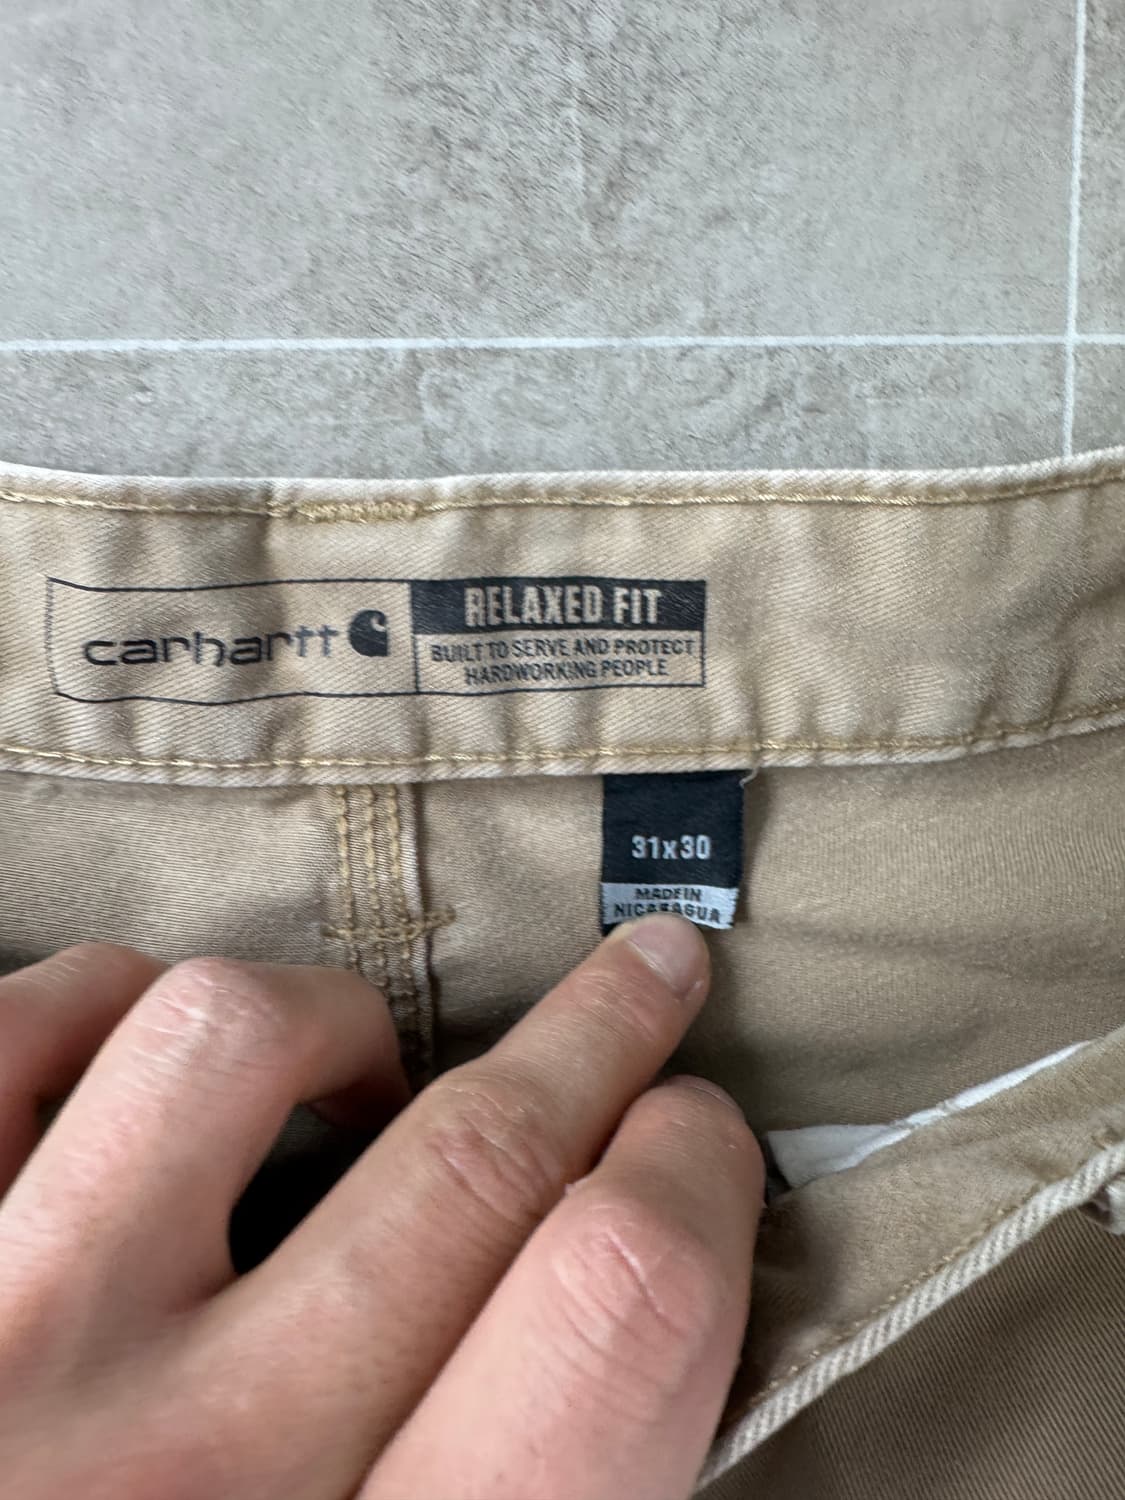 carhartt
RELAXED FIT
BUILT TO SERVE AND PROTECT
HARDWORKING PEOPLE
31x30
MADE IN
NICARAGUA